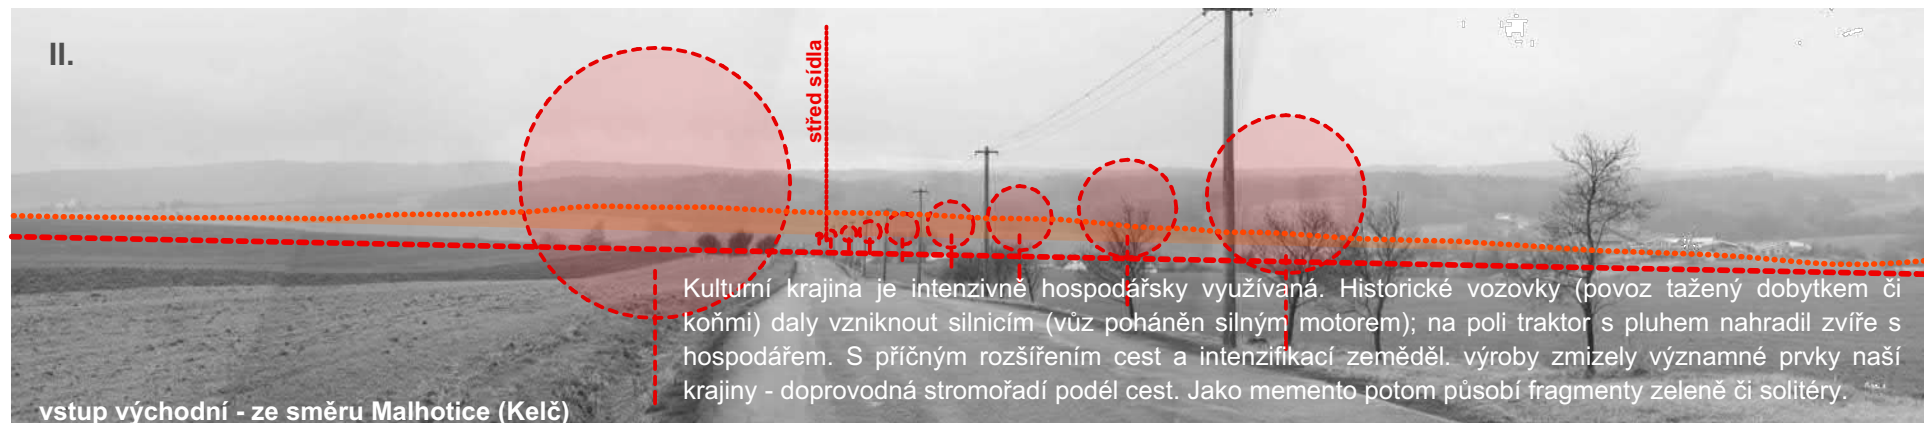 II.
střed sídla
Kulturní krajina je intenzivně hospodářsky využívaná. Historické vozovky (povoz tažený dobytkem či
koňmi) daly vzniknout silnicím (vůz poháněn silným motorem); na poli traktor s pluhem nahradil zvíře s
hospodářem. S příčným rozšířením cest a intenzifikací zeměděl. výroby zmizely významné prvky naší
krajiny - doprovodná stromořadí podél cest. Jako memento potom působí fragmenty zeleně či solitéry.
vstup východní - ze směru Malhotice (Kelč)